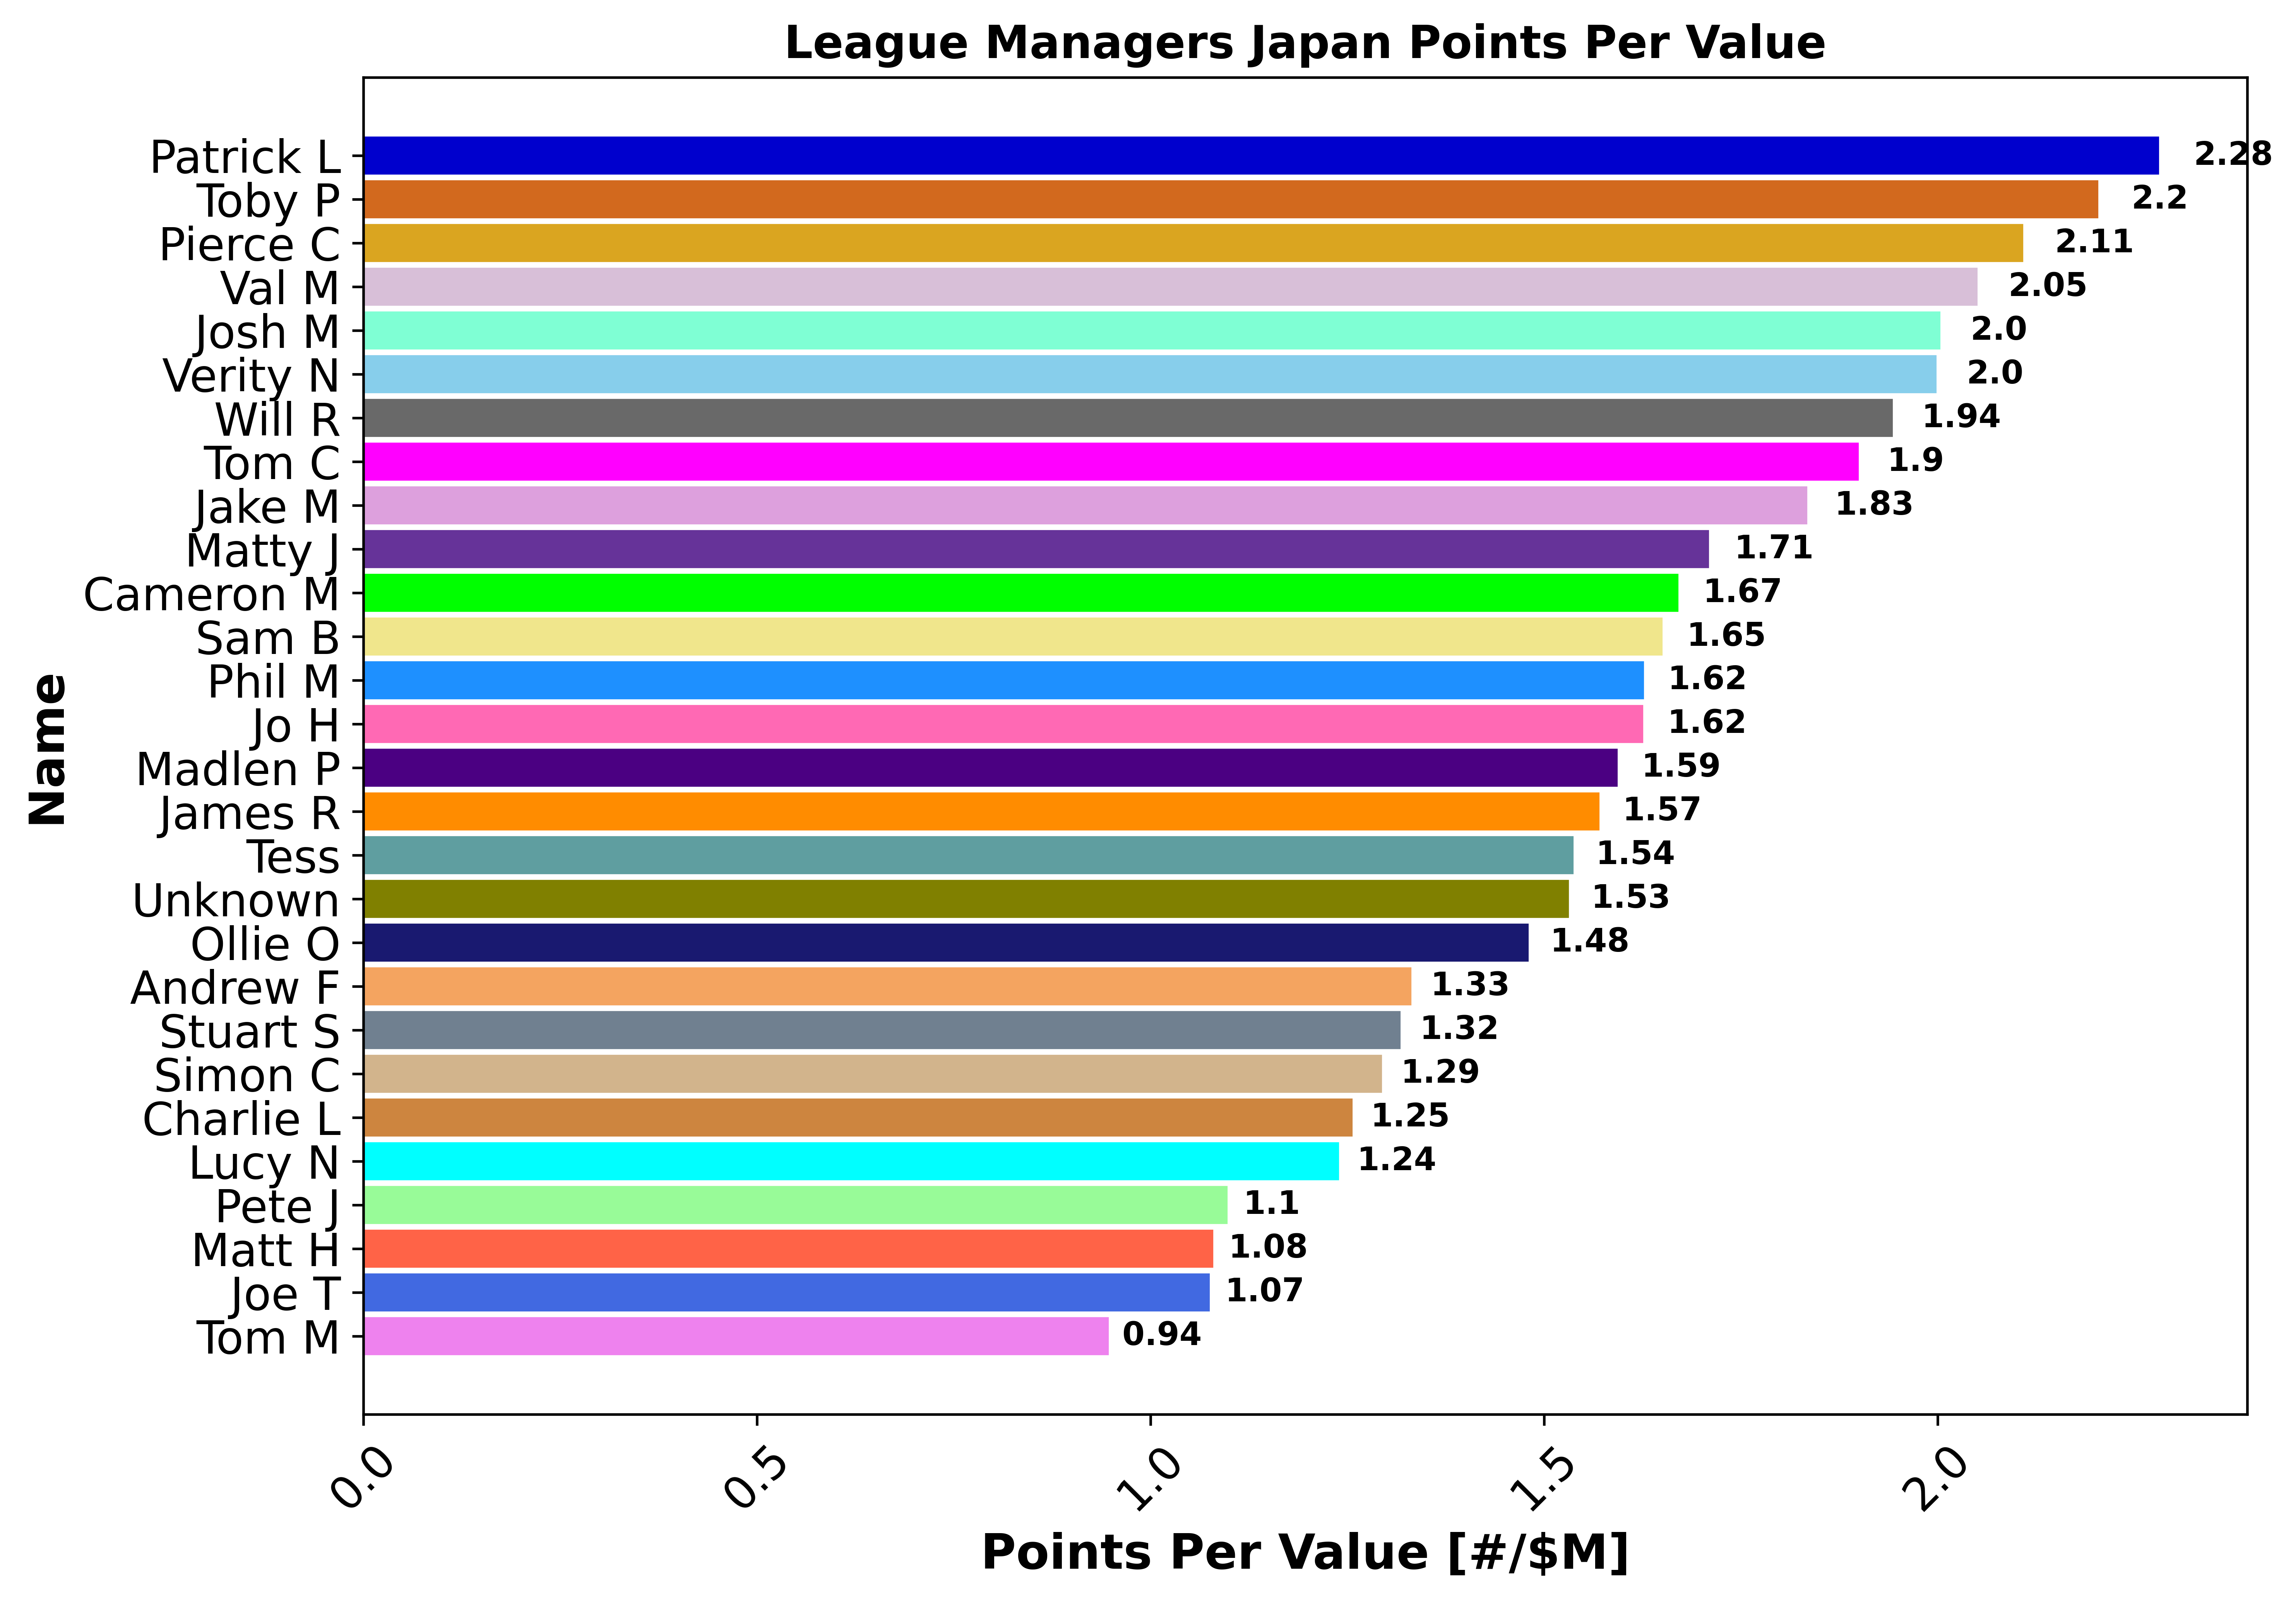 League Managers Japan Points Per Value
Patrick L 2.28
Toby P 2.2
Pierce C 2.11
Val M 2.05
Josh M 2.0
Verity N 2.0
Will R 1.94
Tom C 1.9
Jake M 1.83
Matty J 1.71
Cameron M 1.67
Sam B 1.65
Phil M 1.62
Jo H 1.62
Madlen P 1.59
James R 1.57
Tess 1.54
Unknown 1.53
Ollie O 1.48
Andrew F 1.33
Stuart S 1.32
Simon C 1.29
Charlie L 1.25
Lucy N 1.24
Pete J 1.1
Matt H 1.08
Joe T 1.07
Tom M 0.94
Name
0.0 0.5 1.0 1.5 2.0
Points Per Value [#/$M]